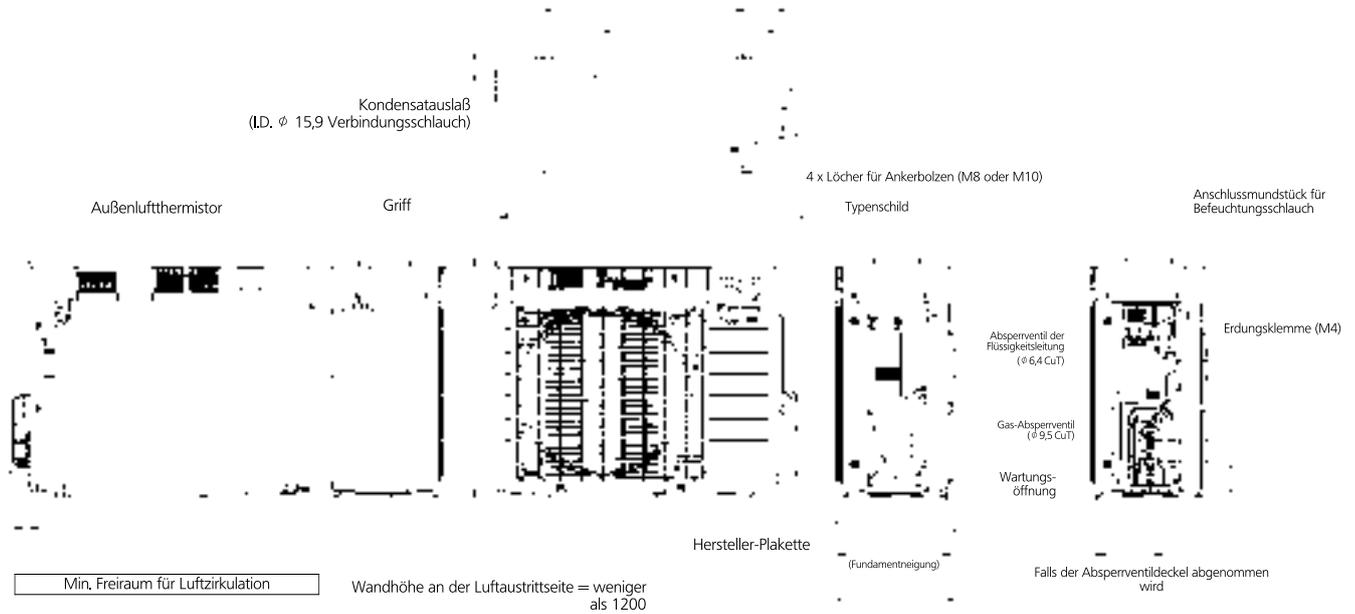 Kondensatauslaß
(I.D. φ 15,9 Verbindungsschlauch)
4 x Löcher für Ankerbolzen (M8 oder M10)
Außenluftthermistor
Griff
Typenschild
Anschlussmundstück für
Befeuchtungsschlauch
Erdungsklemme (M4)
Absperrventil der
Flüssigkeitsleitung
(φ 6,4 CuT)
Gas-Absperrventil
(φ 9,5 CuT)
Wartungs-
öffnung
Hersteller-Plakette
(Fundamentneigung)
Falls der Absperrventildeckel abgenommen
wird
Min. Freiraum für Luftzirkulation
Wandhöhe an der Luftaustrittseite = weniger
als 1200